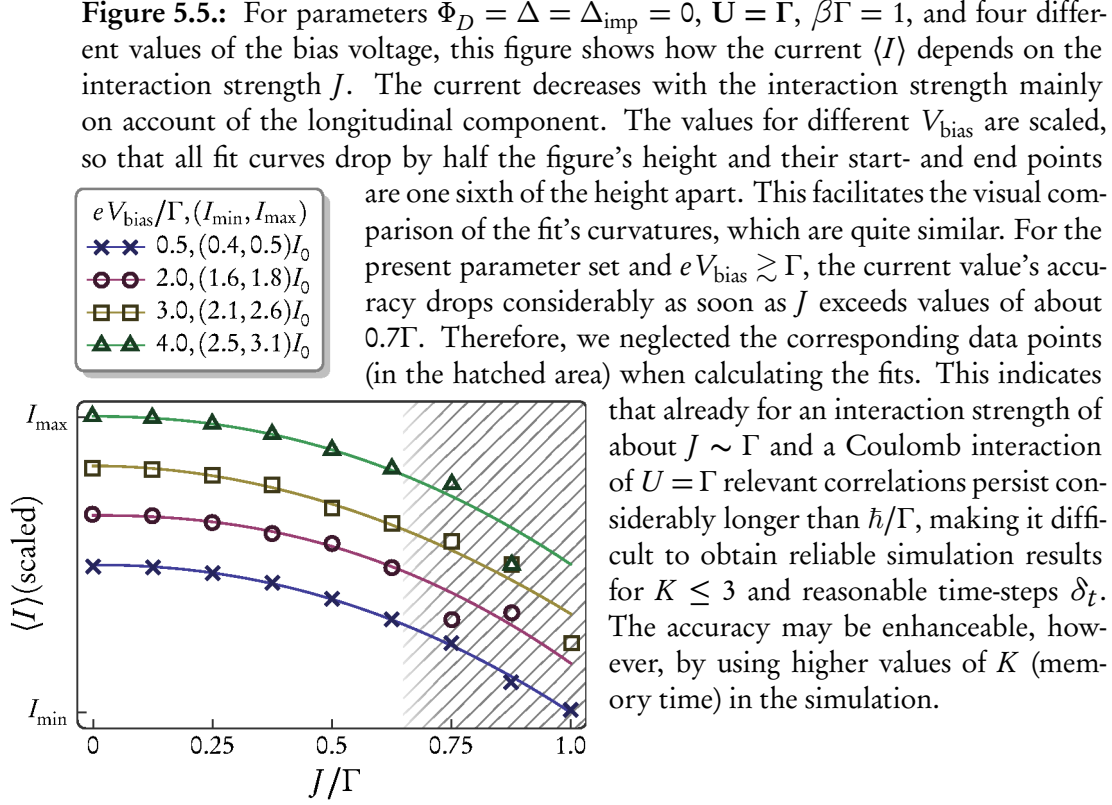 Figure 5.5.: For parameters Φ_D = Δ = Δ_imp = 0, U = Γ, βΓ = 1, and four differ-
ent values of the bias voltage, this figure shows how the current ⟨I⟩ depends on the
interaction strength J. The current decreases with the interaction strength mainly
on account of the longitudinal component. The values for different V_bias are scaled,
so that all fit curves drop by half the figure's height and their start- and end points
are one sixth of the height apart. This facilitates the visual com-
parison of the fit's curvatures, which are quite similar. For the
present parameter set and eV_bias ≳ Γ, the current value's accu-
racy drops considerably as soon as J exceeds values of about
0.7Γ. Therefore, we neglected the corresponding data points
(in the hatched area) when calculating the fits. This indicates
that already for an interaction strength of
about J ∼ Γ and a Coulomb interaction
of U = Γ relevant correlations persist con-
siderably longer than ħ/Γ, making it diffi-
cult to obtain reliable simulation results
for K ≤ 3 and reasonable time-steps δ_t.
The accuracy may be enhanceable, how-
ever, by using higher values of K (mem-
ory time) in the simulation.
eV_bias/Γ, (I_min, I_max)
0.5, (0.4, 0.5)I_0
2.0, (1.6, 1.8)I_0
3.0, (2.1, 2.6)I_0
4.0, (2.5, 3.1)I_0
I_max
⟨I⟩(scaled)
I_min
0 0.25 0.5 0.75 1.0
J/Γ